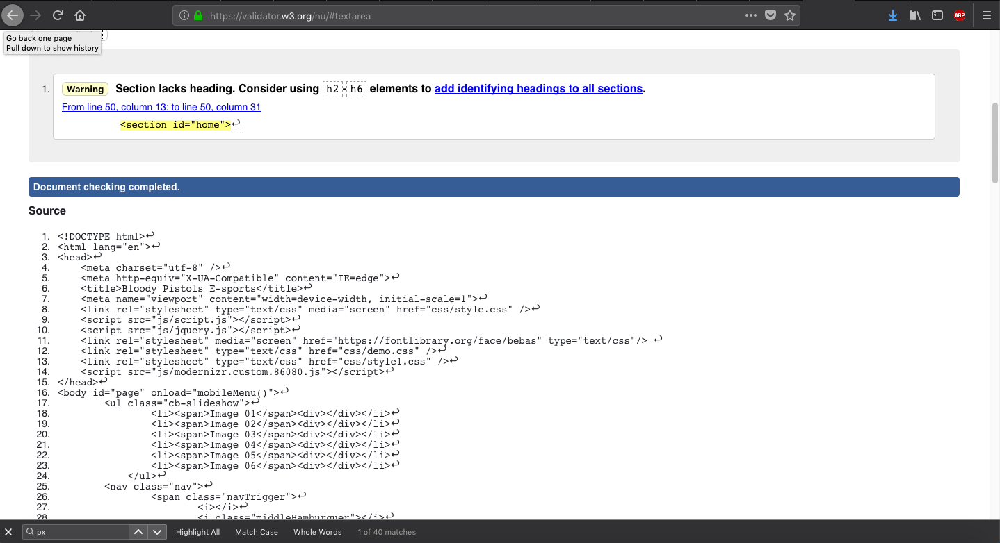 https://validator.w3.org/nu/#textarea
ABP
Go back one page
Pull down to show history
1. Warning Section lacks heading. Consider using h2-h6 elements to add identifying headings to all sections.
From line 50, column 13; to line 50, column 31
<section id="home">↩
Document checking completed.
Source
1. <!DOCTYPE html>↩
2. <html lang="en">↩
3. <head>↩
4. <meta charset="utf-8" />↩
5. <meta http-equiv="X-UA-Compatible" content="IE=edge">↩
6. <title>Bloody Pistols E-sports</title>↩
7. <meta name="viewport" content="width=device-width, initial-scale=1">↩
8. <link rel="stylesheet" type="text/css" media="screen" href="css/style.css" />↩
9. <script src="js/script.js"></script>↩
10. <script src="js/jquery.js"></script>↩
11. <link rel="stylesheet" media="screen" href="https://fontlibrary.org/face/bebas" type="text/css"/> ↩
12. <link rel="stylesheet" type="text/css" href="css/demo.css" />↩
13. <link rel="stylesheet" type="text/css" href="css/style1.css" />↩
14. <script src="js/modernizr.custom.86080.js"></script>↩
15. </head>↩
16. <body id="page" onload="mobileMenu()">↩
17. <ul class="cb-slideshow">↩
18. <li><span>Image 01</span><div></div></li>↩
19. <li><span>Image 02</span><div></div></li>↩
20. <li><span>Image 03</span><div></div></li>↩
21. <li><span>Image 04</span><div></div></li>↩
22. <li><span>Image 05</span><div></div></li>↩
23. <li><span>Image 06</span><div></div></li>↩
24. </ul>↩
25. <nav class="nav">↩
26. <span class="navTrigger">↩
27. <i></i>↩
28. <i class="middleHamburguer"></i>↩
px
Highlight All
Match Case
Whole Words
1 of 40 matches